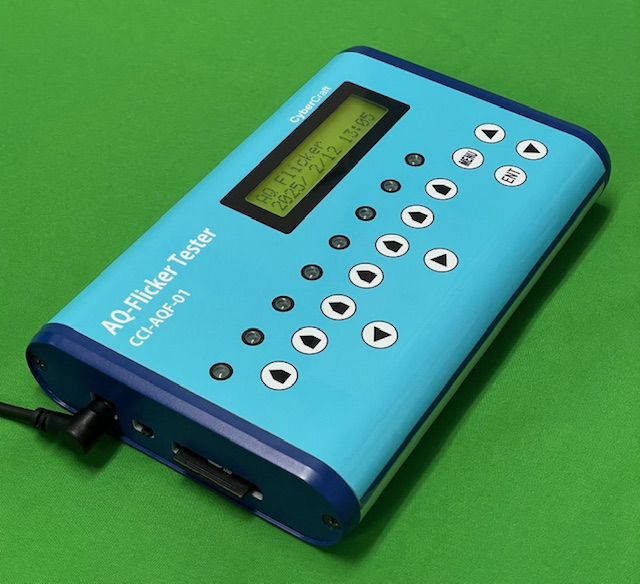 CyberCraft
AQ Flicker
2025/ 2/12 13:05
MENU
ENT
AQ-Flicker Tester
CCI-AQF-01